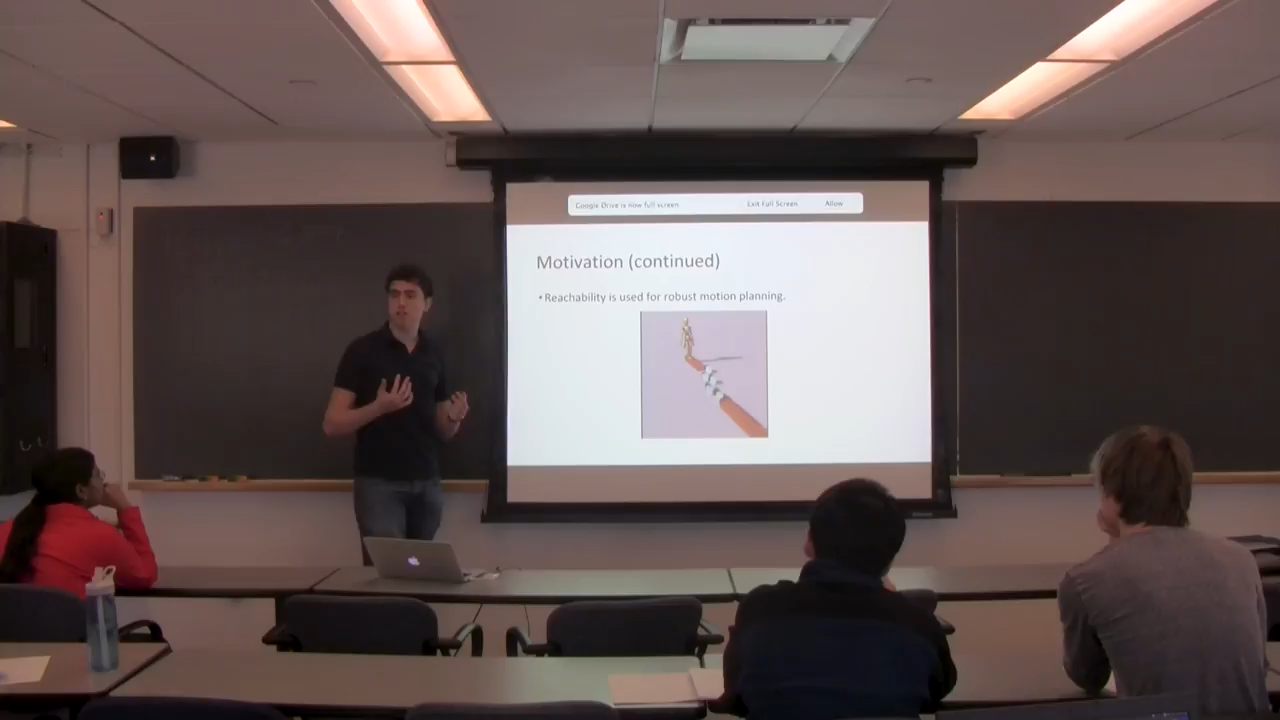 Google Drive is now full screen Exit Full Screen Allow
Motivation (continued)
• Reachability is used for robust motion planning.